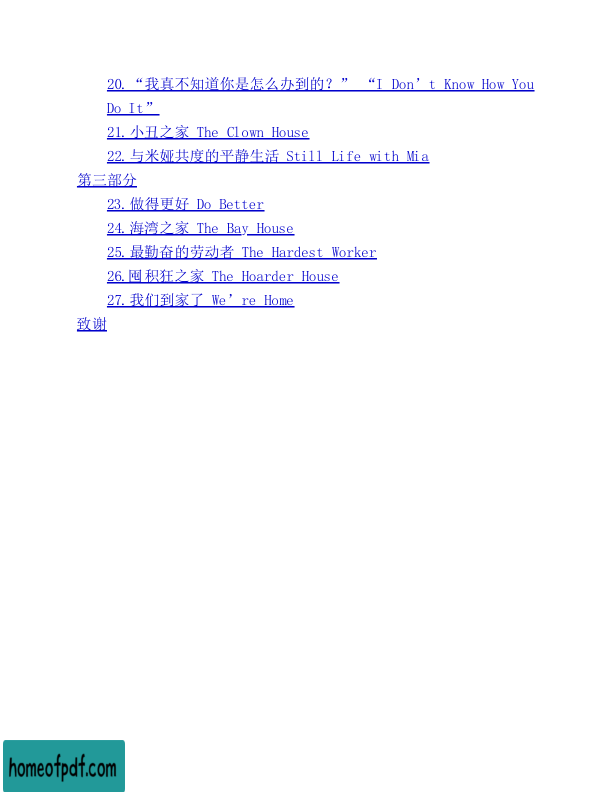 20. “我真不知道你是怎么办到的？” “I Don’t Know How You
Do It”
21. 小丑之家 The Clown House
22. 与米娅共度的平静生活 Still Life with Mia
第三部分
23. 做得更好 Do Better
24. 海湾之家 The Bay House
25. 最勤奋的劳动者 The Hardest Worker
26. 囤积狂之家 The Hoarder House
27. 我们到家了 We’re Home
致谢
homeofpdf.com